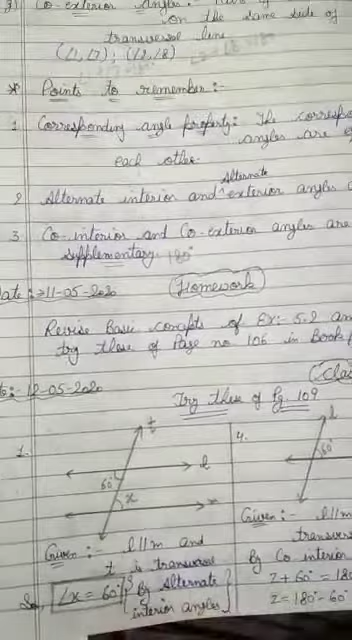 Co-exterior Angles:-
on the same side of
transversal line
(∠1, ∠7); (∠2, ∠8)
* Points to remember:-
1 Corresponding angle property: The
angles are
each other.
Alternate
2 Alternate interior and ^ exterior angles
3. Co-interior and Co-exterior angles are
supplementary. 180°
11-05-2020 Homework
Revise Basic concepts of Ex:- 5.2
try these of Page no 106 in Book
12-05-2020
Try these of Pg. 109
1. t 4. l
l
60° 60°
x m
Given:- l||m and
t is transversal
∠x = 60° } By Alternate
interior angles }
Given:- l||m
By Co interior
z + 60° = 180
z = 180 - 60°